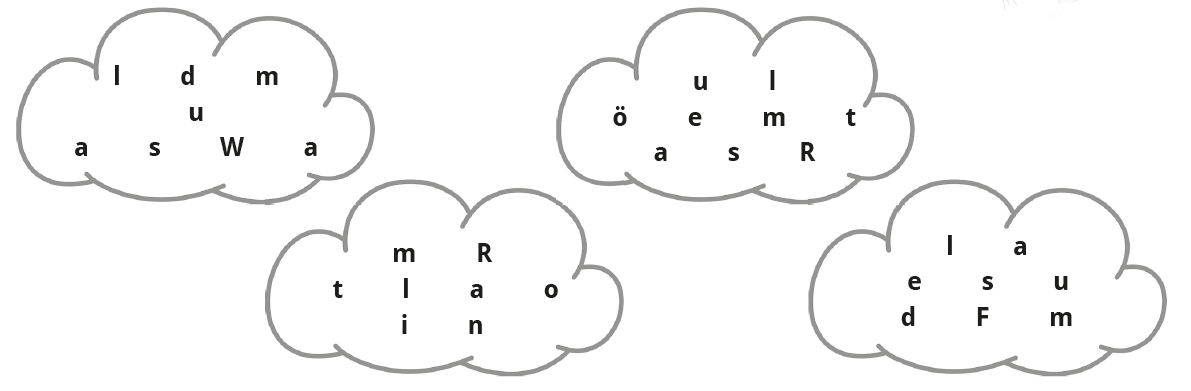 l d m
u
a s W a
u l
ö e m t
a s R
m R
t l a o
i n
l a
e s u
d F m